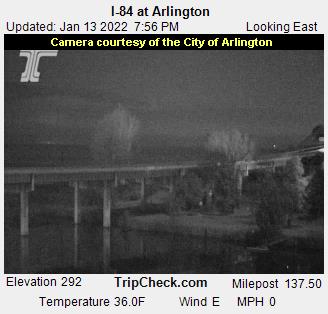 I-84 at Arlington
Updated: Jan 13 2022 7:56 PM Looking East
Camera courtesy of the City of Arlington
Elevation 292 TripCheck.com Milepost 137.50
Temperature 36.0F Wind E MPH 0